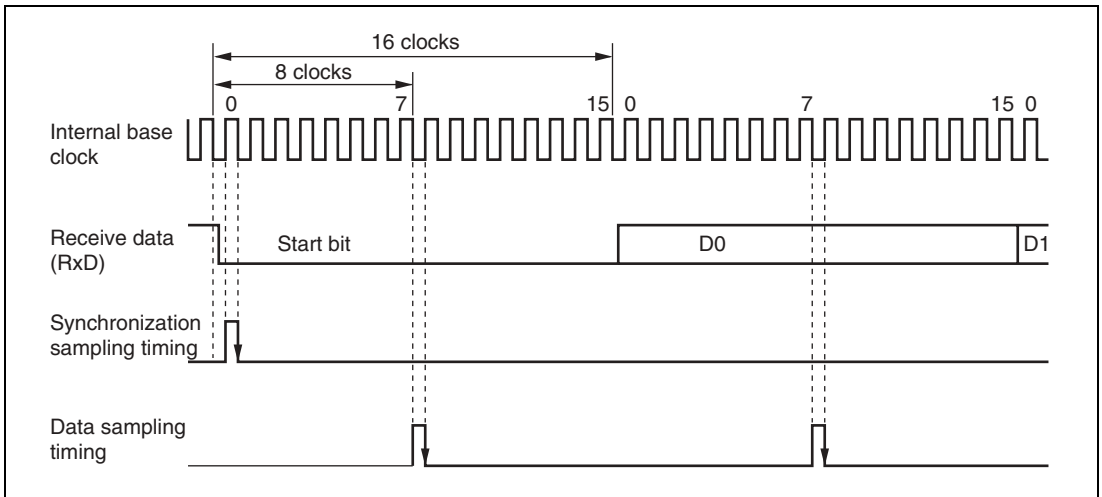 16 clocks
8 clocks
0 7 15 0 7 15 0
Internal base
clock
Receive data
(RxD)
Start bit D0 D1
Synchronization
sampling timing
Data sampling
timing